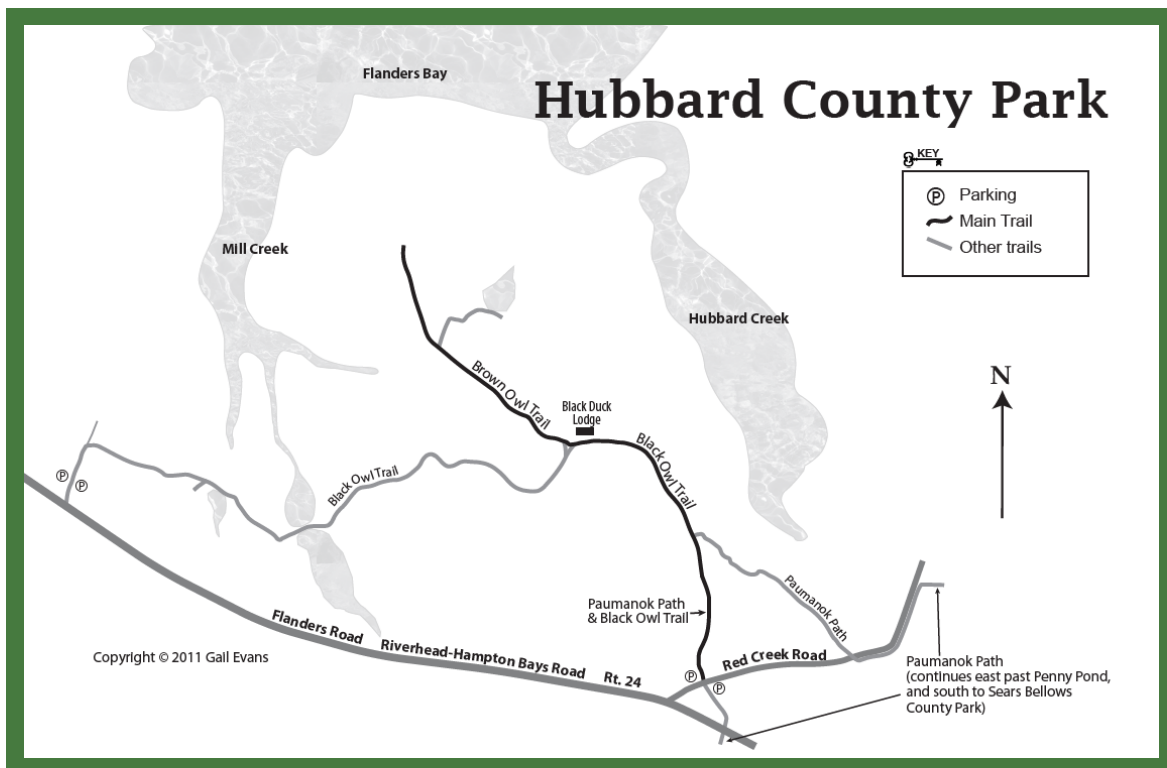 Flanders Bay
Hubbard County Park
KEY
P Parking
Main Trail
Other trails
Mill Creek
Hubbard Creek
N
Brown Owl Trail
Black Duck
Lodge
Black Owl Trail
Black Owl Trail
P
P
Paumanok Path
Paumanok Path
& Black Owl Trail
Flanders Road
Riverhead-Hampton Bays Road
Rt. 24
Red Creek Road
P
P
Copyright © 2011 Gail Evans
Paumanok Path
(continues east past Penny Pond,
and south to Sears Bellows
County Park)